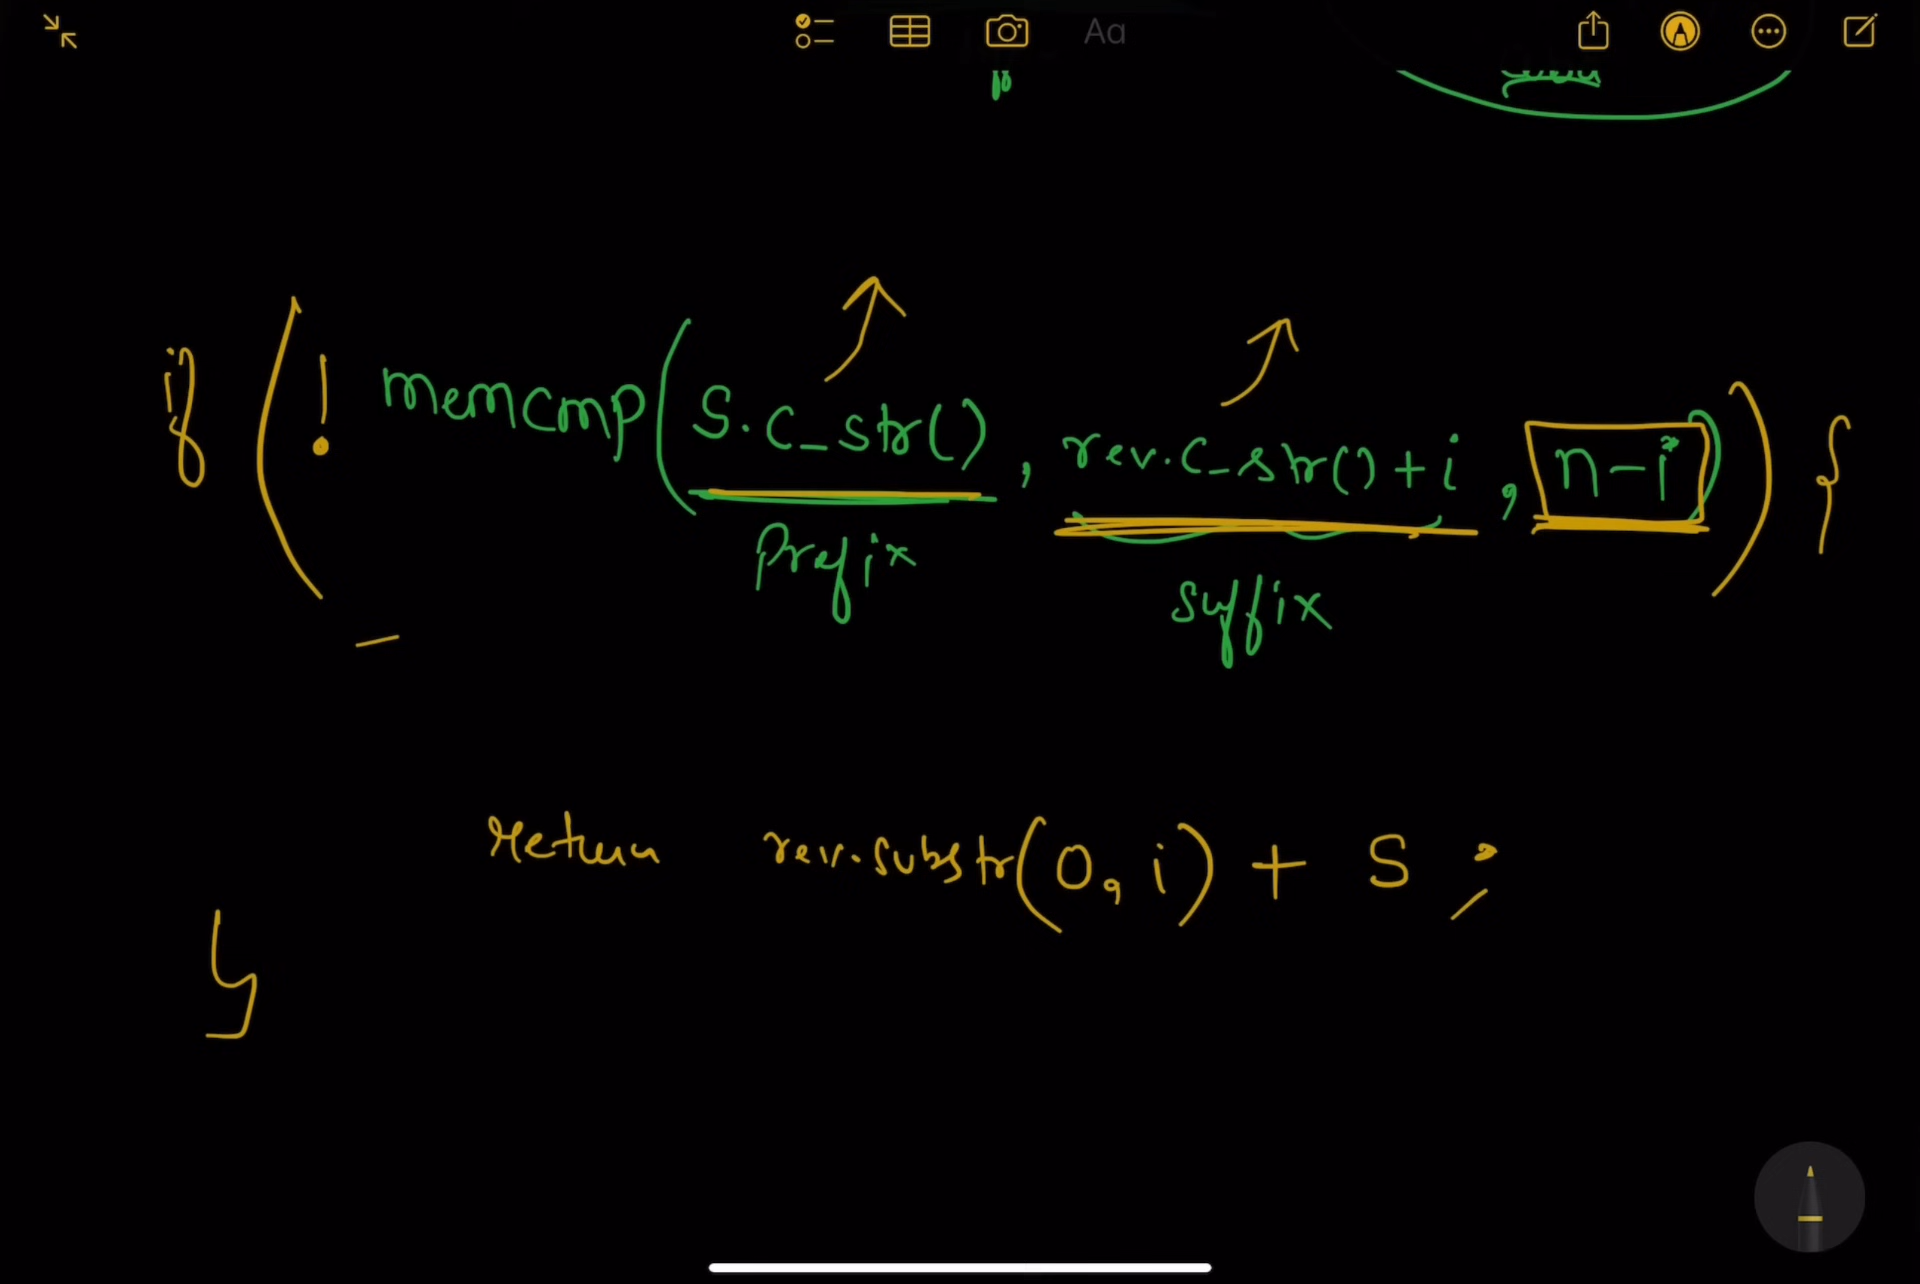 Aa
if ( ! memcmp(S.C_str(), rev.C_str()+i, n-i) ) {
Prefix
suffix
return rev.substr(0, i) + S ;
}